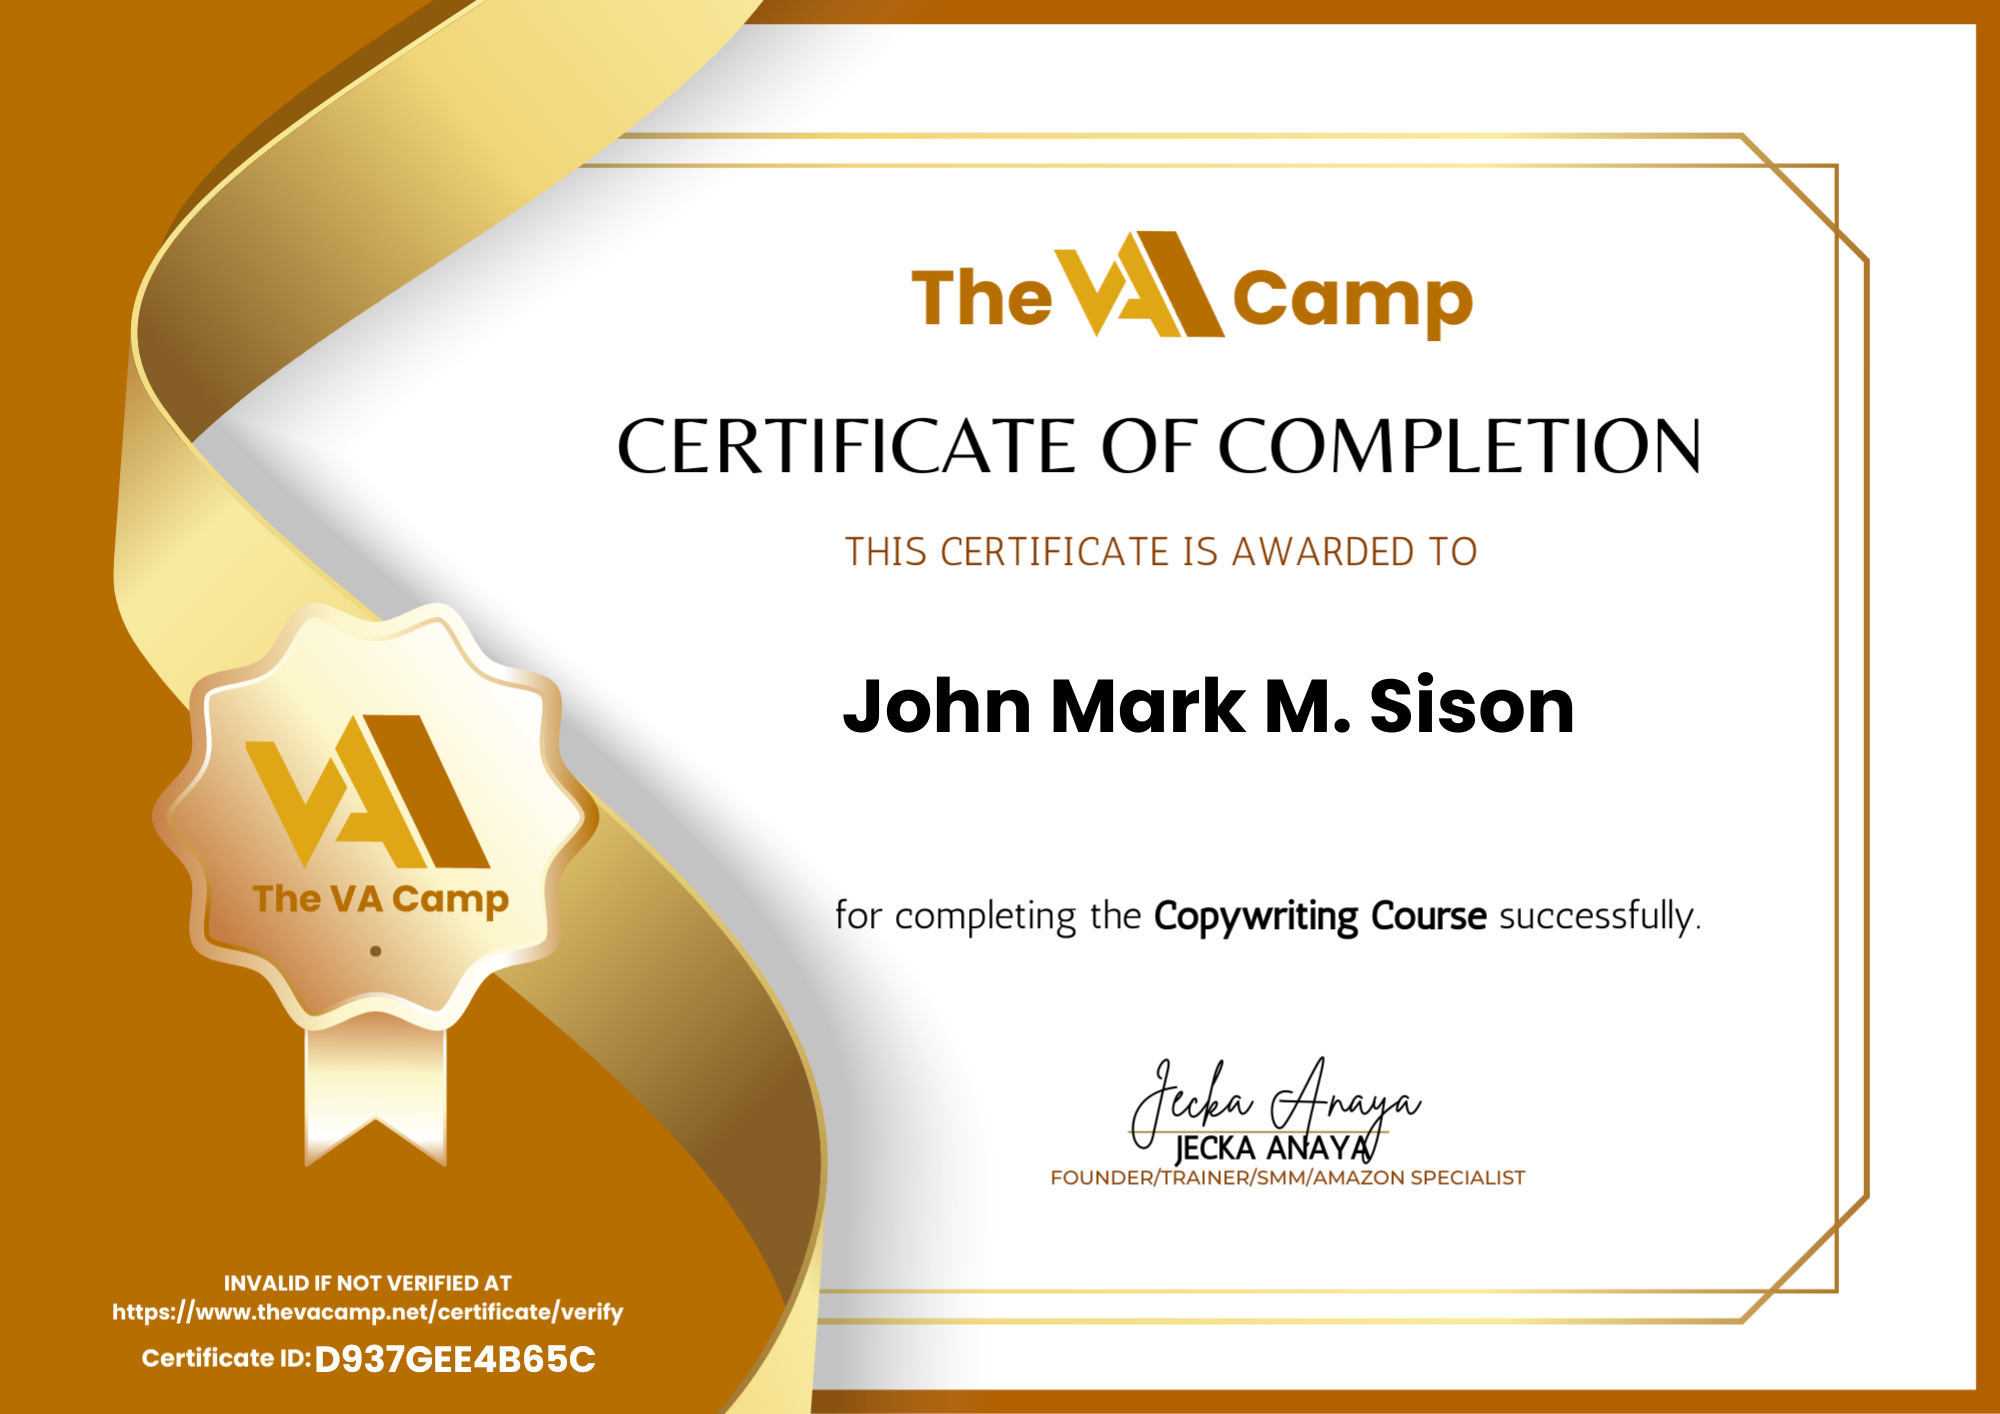 The VA Camp
CERTIFICATE OF COMPLETION
THIS CERTIFICATE IS AWARDED TO
John Mark M. Sison
for completing the Copywriting Course successfully.
Jecka Anaya
JECKA ANAYA
FOUNDER/TRAINER/SMM/AMAZON SPECIALIST
VA
The VA Camp
INVALID IF NOT VERIFIED AT
https://www.thevacamp.net/certificate/verify
Certificate ID: D937GEE4B65C